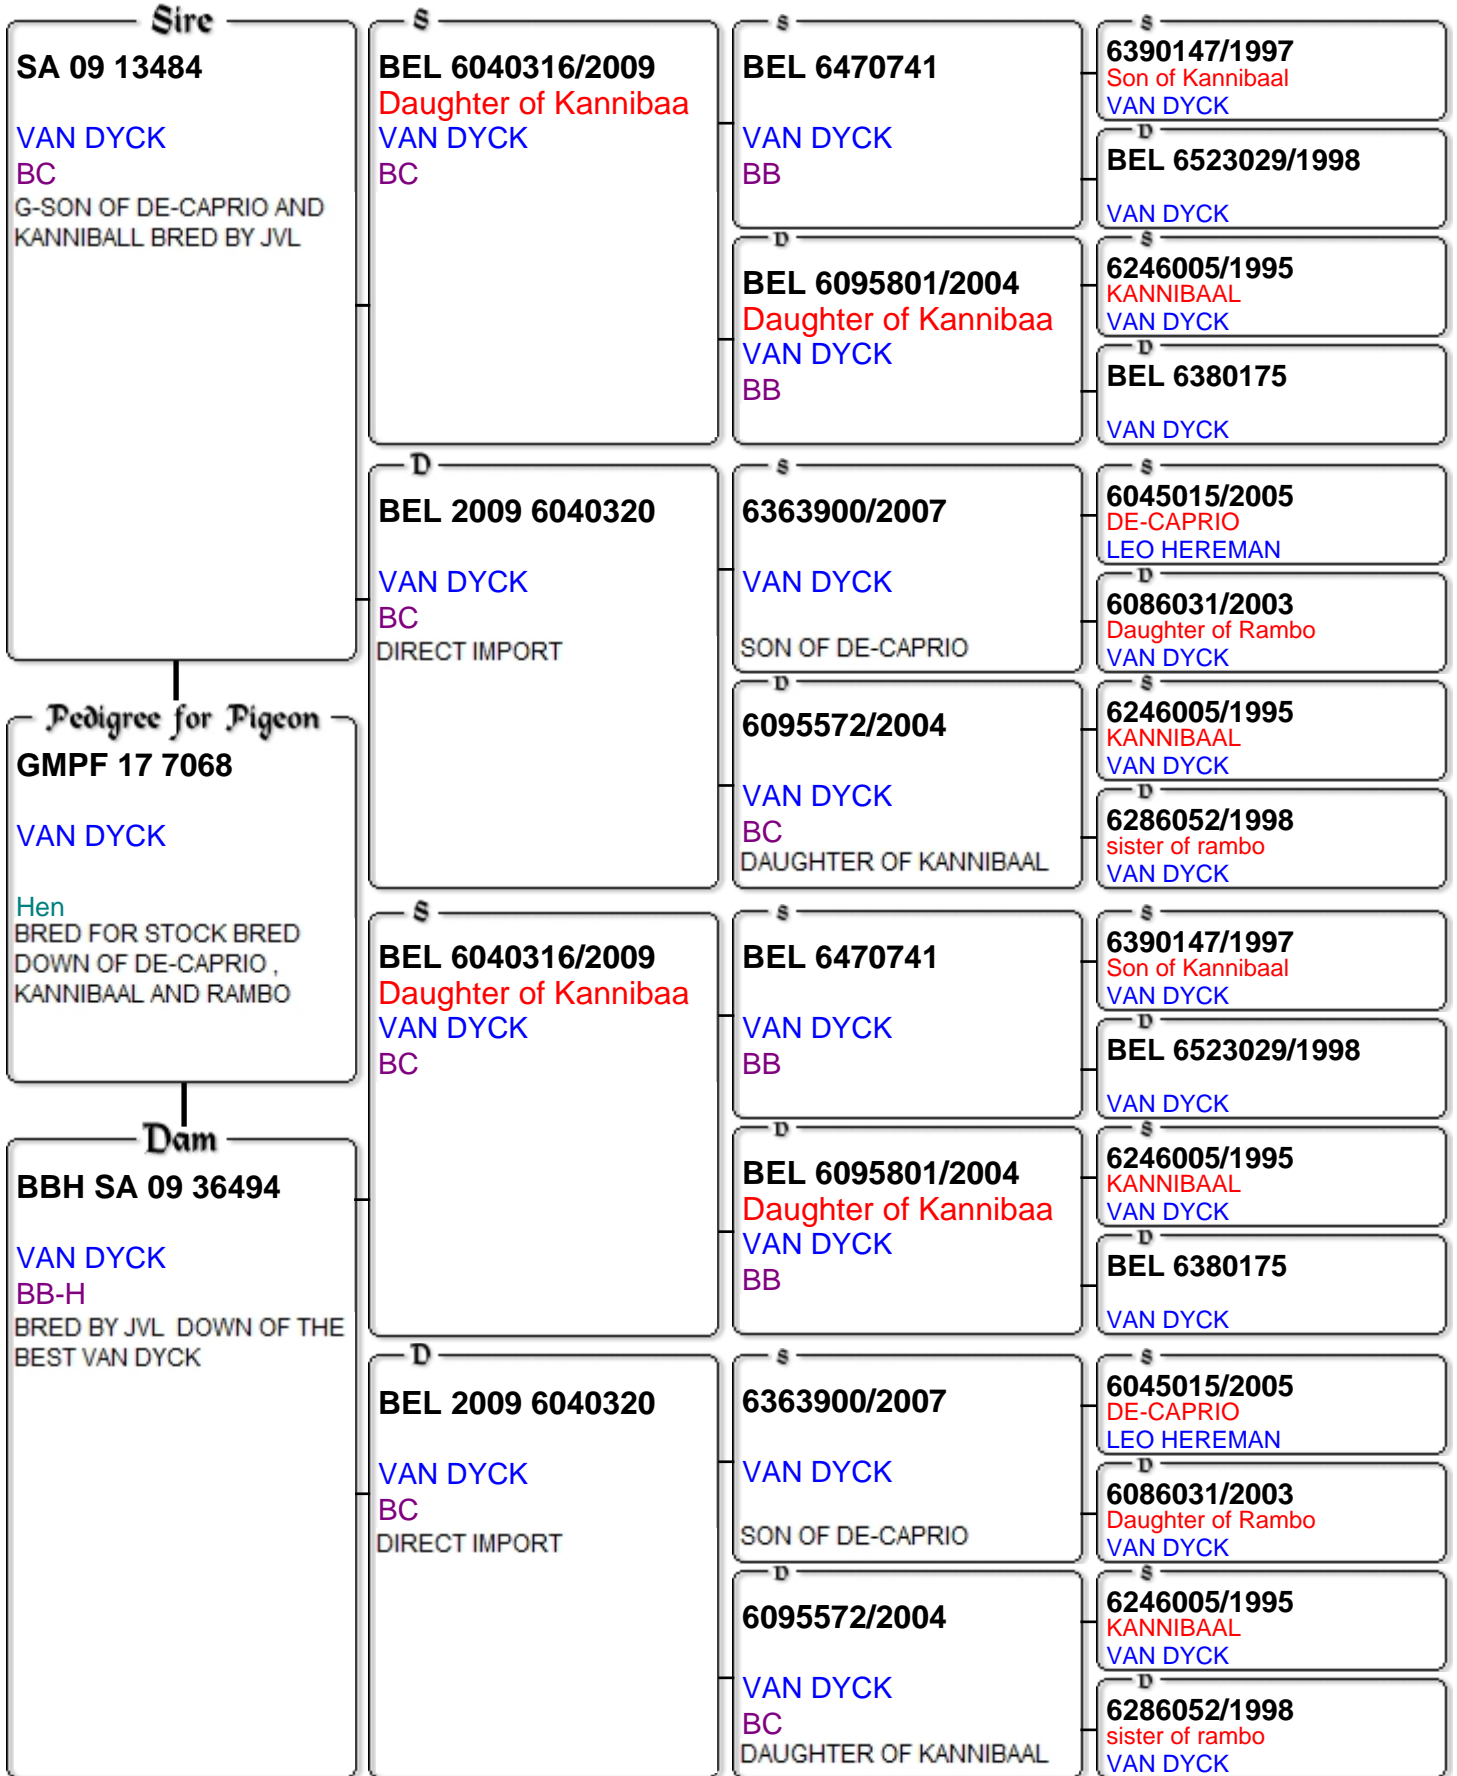 Sire
SA 09 13484
VAN DYCK
BC
G-SON OF DE-CAPRIO AND
KANNIBALL BRED BY JVL
Pedigree for Pigeon
GMPF 17 7068
VAN DYCK
Hen
BRED FOR STOCK BRED
DOWN OF DE-CAPRIO ,
KANNIBAAL AND RAMBO
Dam
BBH SA 09 36494
VAN DYCK
BB-H
BRED BY JVL DOWN OF THE
BEST VAN DYCK
S
BEL 6040316/2009
Daughter of Kannibaa
VAN DYCK
BC
D
BEL 2009 6040320
VAN DYCK
BC
DIRECT IMPORT
S
BEL 6040316/2009
Daughter of Kannibaa
VAN DYCK
BC
D
BEL 2009 6040320
VAN DYCK
BC
DIRECT IMPORT
S
BEL 6470741
VAN DYCK
BB
D
BEL 6095801/2004
Daughter of Kannibaa
VAN DYCK
BB
S
6363900/2007
VAN DYCK
SON OF DE-CAPRIO
D
6095572/2004
VAN DYCK
BC
DAUGHTER OF KANNIBAAL
S
BEL 6470741
VAN DYCK
BB
D
BEL 6095801/2004
Daughter of Kannibaa
VAN DYCK
BB
S
6363900/2007
VAN DYCK
SON OF DE-CAPRIO
D
6095572/2004
VAN DYCK
BC
DAUGHTER OF KANNIBAAL
S
6390147/1997
Son of Kannibaal
VAN DYCK
D
BEL 6523029/1998
VAN DYCK
S
6246005/1995
KANNIBAAL
VAN DYCK
D
BEL 6380175
VAN DYCK
S
6045015/2005
DE-CAPRIO
LEO HEREMAN
D
6086031/2003
Daughter of Rambo
VAN DYCK
S
6246005/1995
KANNIBAAL
VAN DYCK
D
6286052/1998
sister of rambo
VAN DYCK
S
6390147/1997
Son of Kannibaal
VAN DYCK
D
BEL 6523029/1998
VAN DYCK
S
6246005/1995
KANNIBAAL
VAN DYCK
D
BEL 6380175
VAN DYCK
S
6045015/2005
DE-CAPRIO
LEO HEREMAN
D
6086031/2003
Daughter of Rambo
VAN DYCK
S
6246005/1995
KANNIBAAL
VAN DYCK
D
6286052/1998
sister of rambo
VAN DYCK